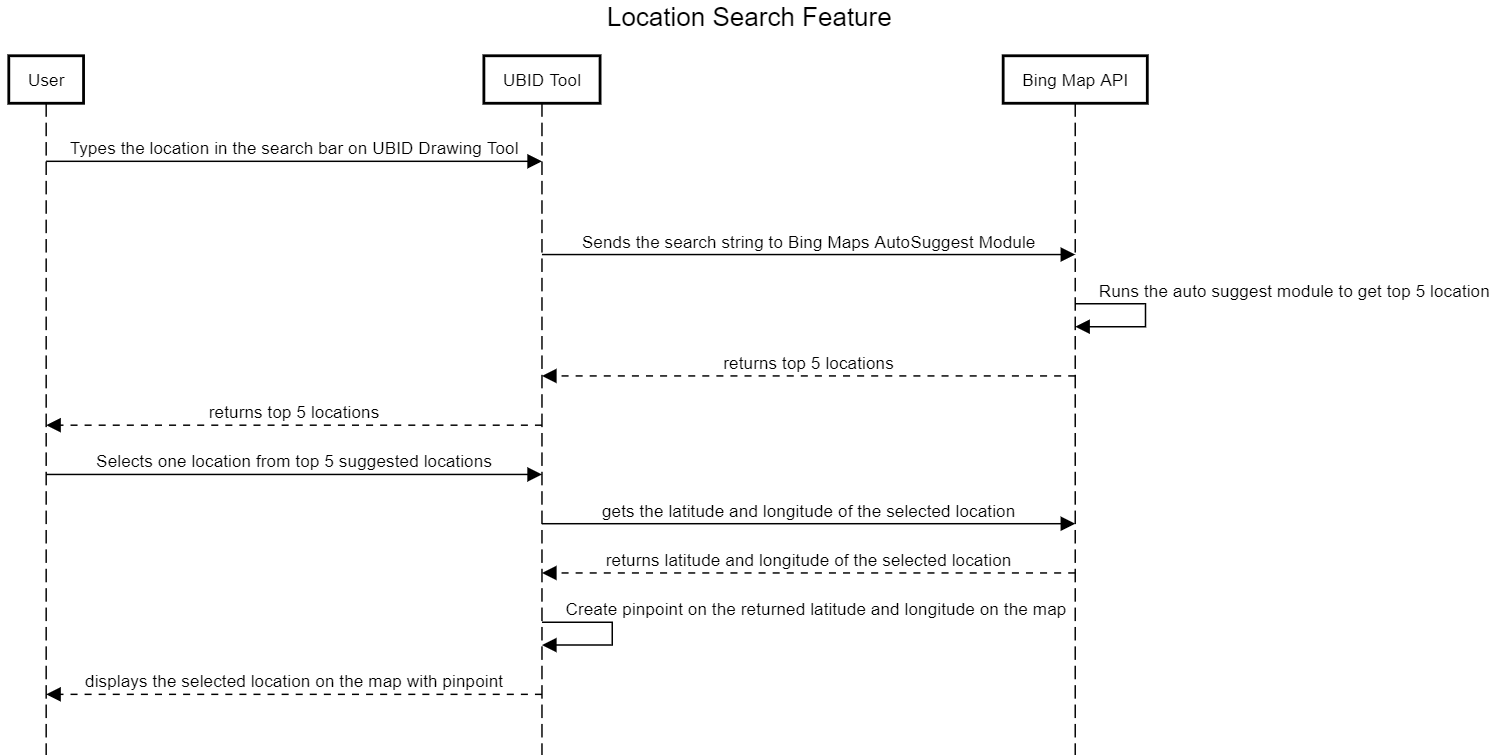 Location Search Feature
User
UBID Tool
Bing Map API
Types the location in the search bar on UBID Drawing Tool
Sends the search string to Bing Maps AutoSuggest Module
Runs the auto suggest module to get top 5 location
returns top 5 locations
returns top 5 locations
Selects one location from top 5 suggested locations
gets the latitude and longitude of the selected location
returns latitude and longitude of the selected location
Create pinpoint on the returned latitude and longitude on the map
displays the selected location on the map with pinpoint